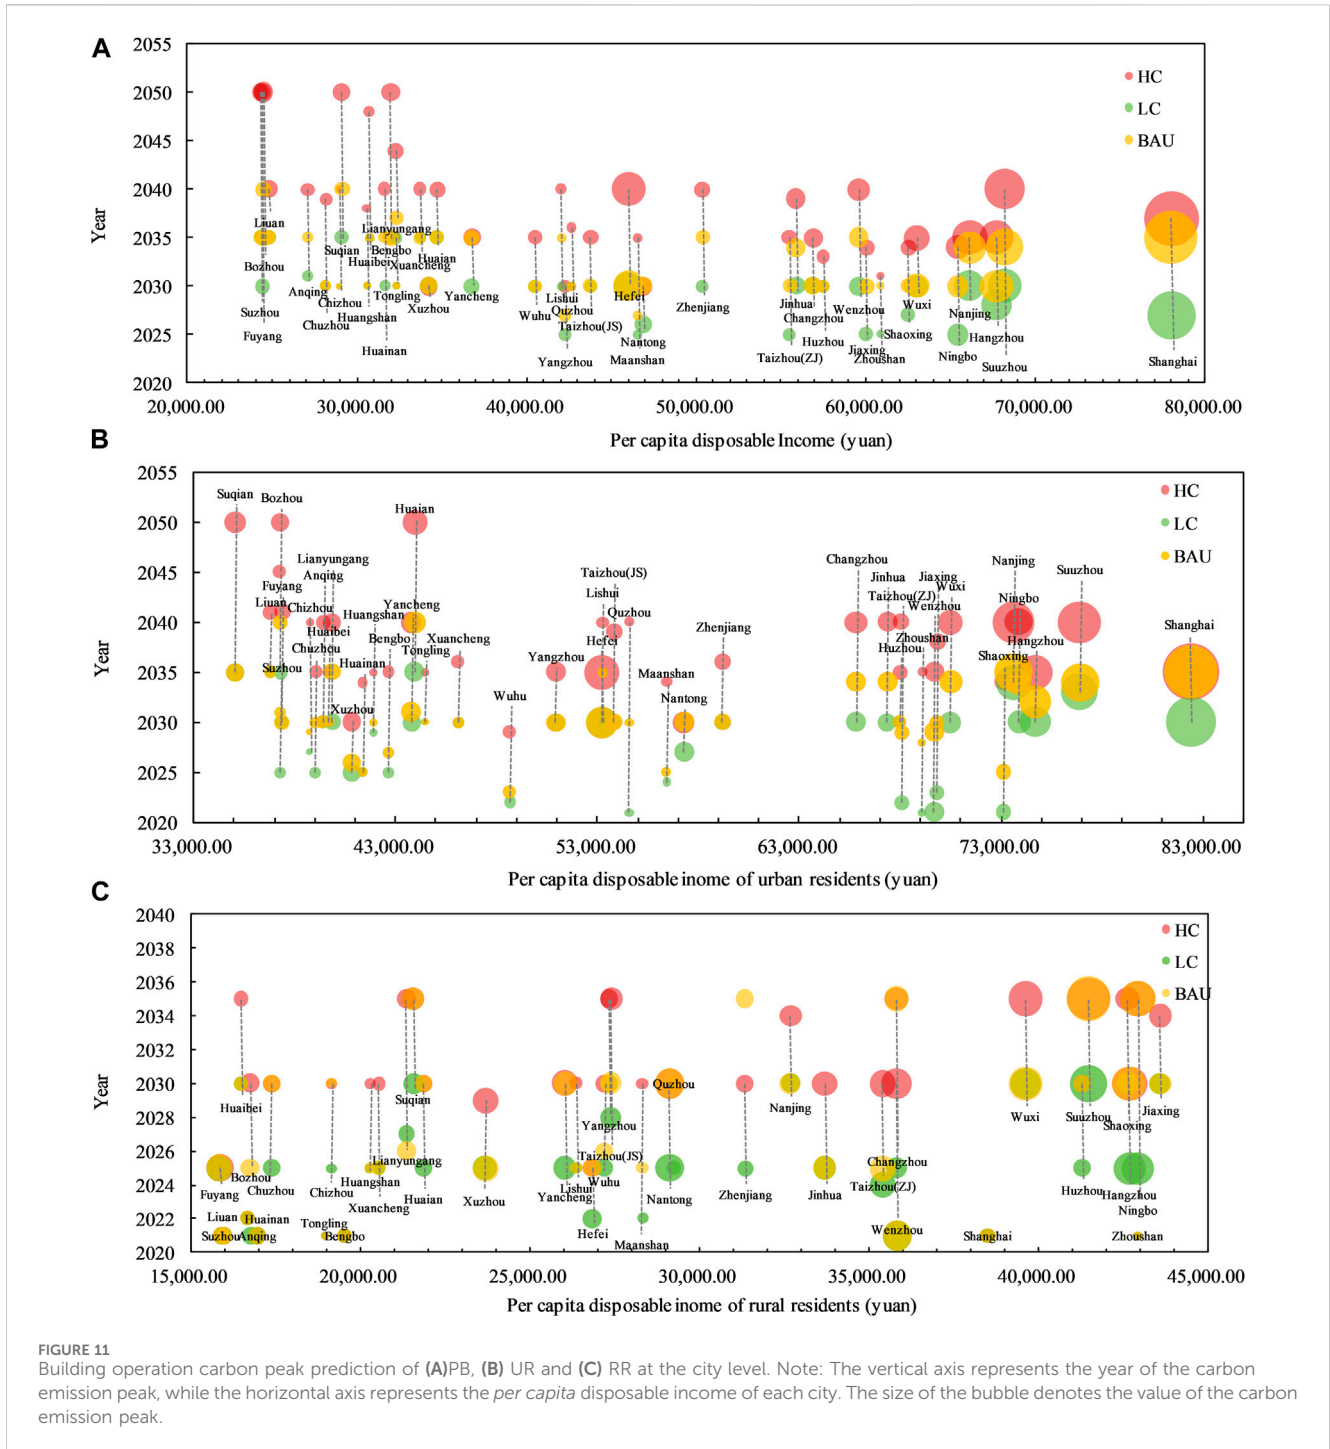 A
2055
2050
2045
2040
2035
2030
2025
2020
Year
HC
LC
BAU
Liuan
Bozhou
Suzhou
Fuyang
Anqing
Chuzhou
Chizhou
Suqian
Huaibei
Huangshan
Lianyungang
Bengbo
Huainan
Tongling
Xuancheng
Huaian
Xuzhou
Yancheng
Wuhu
Lishui
Quzhou
Taizhou(JS)
Yangzhou
Hefei
Nantong
Maanshan
Zhenjiang
Jinhua
Changzhou
Huzhou
Taizhou(ZJ)
Wenzhou
Jiaxing
Zhoushan
Shaoxing
Wuxi
Nanjing
Ningbo
Hangzhou
Suuzhou
Shanghai
20,000.00 30,000.00 40,000.00 50,000.00 60,000.00 70,000.00 80,000.00
Per capita disposable Income (yuan)
B
2055
2050
2045
2040
2035
2030
2025
2020
Year
HC
LC
BAU
Suqian
Bozhou
Fuyang
Liuan
Suzhou
Lianyungang
Anqing
Chizhou
Huaibei
Chuzhou
Huangshan
Huainan
Xuzhou
Huaian
Yancheng
Bengbo
Tongling
Xuancheng
Wuhu
Yangzhou
Taizhou(JS)
Lishui
Quzhou
Hefei
Maanshan
Nantong
Zhenjiang
Changzhou
Jinhua
Taizhou(ZJ)
Jiaxing
Wuxi
Wenzhou
Zhoushan
Huzhou
Nanjing
Ningbo
Hangzhou
Shaoxing
Suuzhou
Shanghai
33,000.00 43,000.00 53,000.00 63,000.00 73,000.00 83,000.00
Per capita disposable inome of urban residents (yuan)
C
2040
2038
2036
2034
2032
2030
2028
2026
2024
2022
2020
Year
HC
LC
BAU
Huaibei
Fuyang
Bozhou
Chuzhou
Liuan
Huainan
Suzhou
Anqing
Chizhou
Tongling
Bengbo
Huangshan
Xuancheng
Suqian
Lianyungang
Huaian
Xuzhou
Yancheng
Lishui
Wuhu
Taizhou(JS)
Yangzhou
Hefei
Maanshan
Quzhou
Nantong
Zhenjiang
Nanjing
Jinhua
Changzhou
Taizhou(ZJ)
Wenzhou
Shanghai
Wuxi
Suuzhou
Huzhou
Shaoxing
Hangzhou
Ningbo
Jiaxing
Zhoushan
15,000.00 20,000.00 25,000.00 30,000.00 35,000.00 40,000.00 45,000.00
Per capita disposable inome of rural residents (yuan)
FIGURE 11
Building operation carbon peak prediction of (A)PB, (B) UR and (C) RR at the city level. Note: The vertical axis represents the year of the carbon
emission peak, while the horizontal axis represents the per capita disposable income of each city. The size of the bubble denotes the value of the carbon
emission peak.